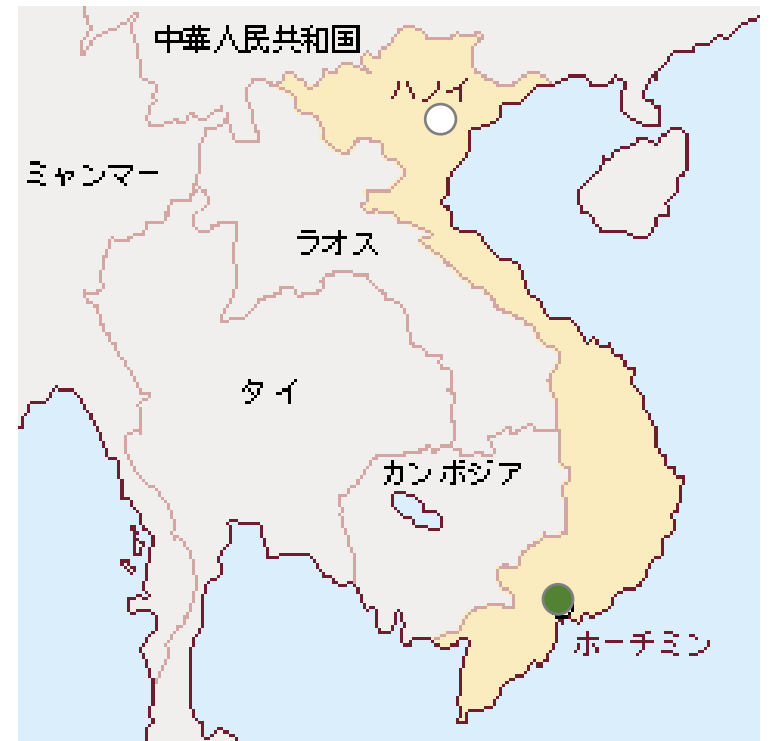 中華人民共和国
ハノイ
ミャンマー
ラオス
タイ
カンボジア
ホーチミン